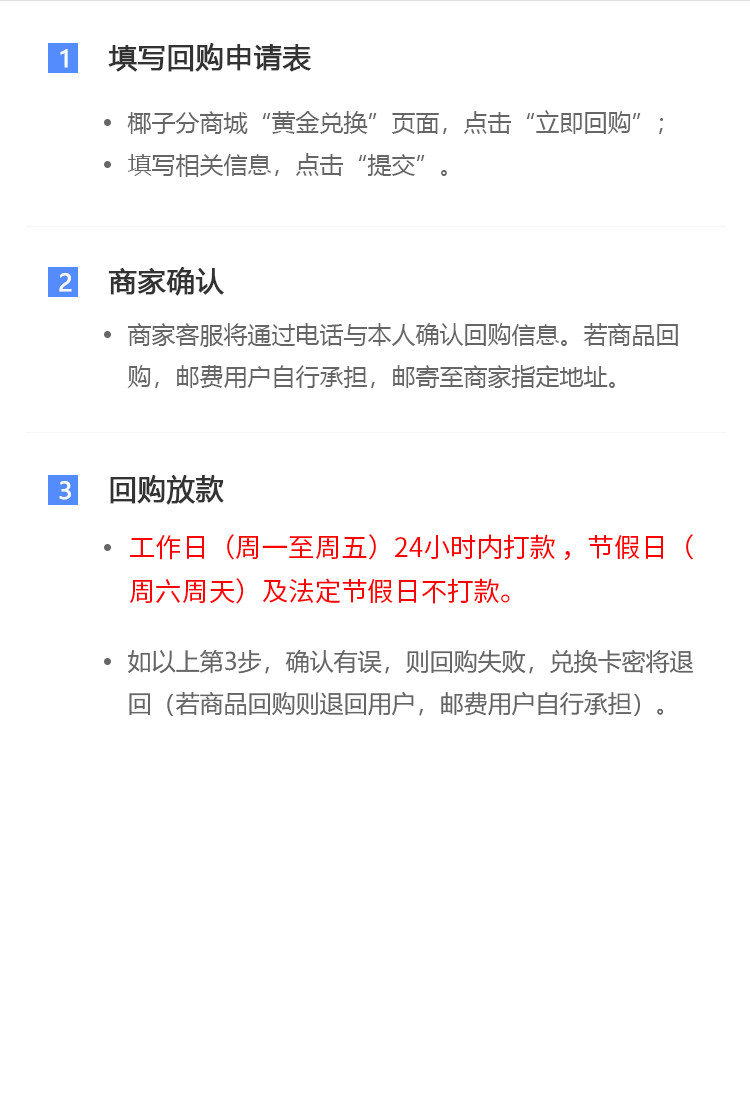 1 填写回购申请表
• 椰子分商城“黄金兑换”页面，点击“立即回购”；
• 填写相关信息，点击“提交”。
2 商家确认
• 商家客服将通过电话与本人确认回购信息。若商品回
购，邮费用户自行承担，邮寄至商家指定地址。
3 回购放款
• 工作日（周一至周五）24小时内打款 ，节假日（
周六周天）及法定节假日不打款。
• 如以上第3步，确认有误，则回购失败，兑换卡密将退
回（若商品回购则退回用户，邮费用户自行承担）。